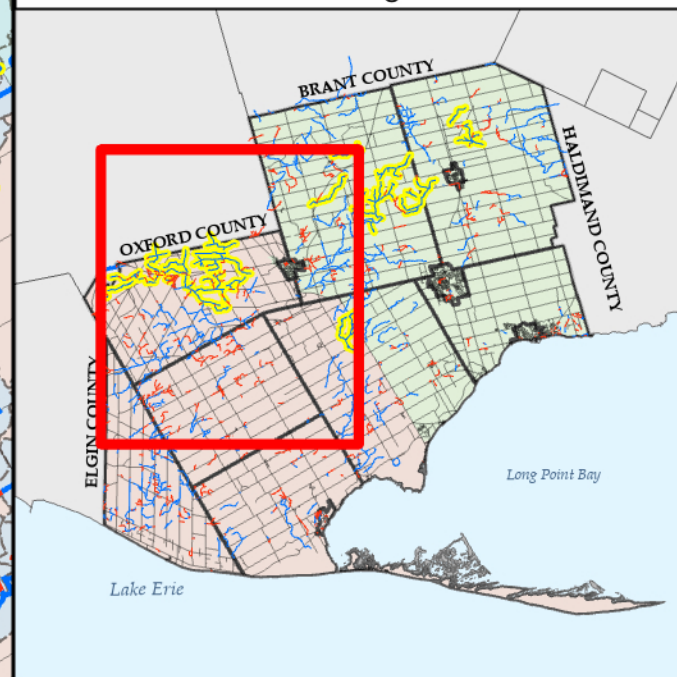 BRANT COUNTY
HALDIMAND COUNTY
OXFORD COUNTY
ELGIN COUNTY
Long Point Bay
Lake Erie